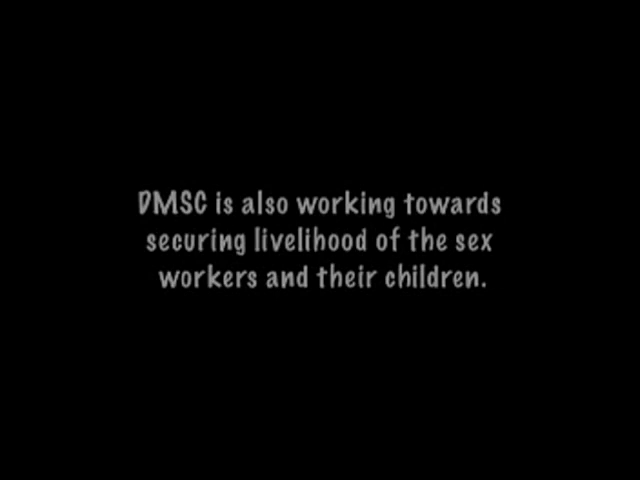 DMSC is also working towards
securing livelihood of the sex
workers and their children.